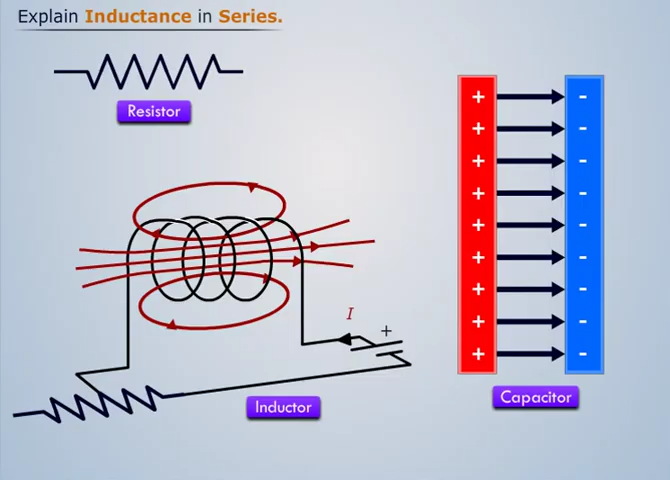 Explain Inductance in Series.
Resistor
+ -
+ -
+ -
+ -
+ -
+ -
+ -
+ -
+ -
I
+
Inductor
Capacitor